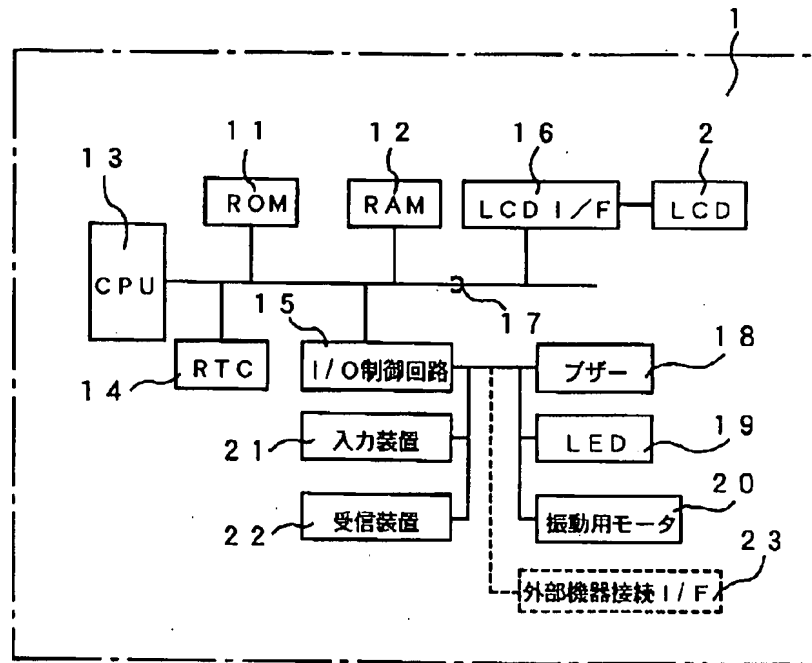 1
11
12
16
2
13
ROM
RAM
LCD I/F
LCD
CPU
15
17
18
RTC
I/O制御回路
ブザー
14
19
21
入力装置
LED
20
22
受信装置
振動用モータ
23
外部機器接続I/F